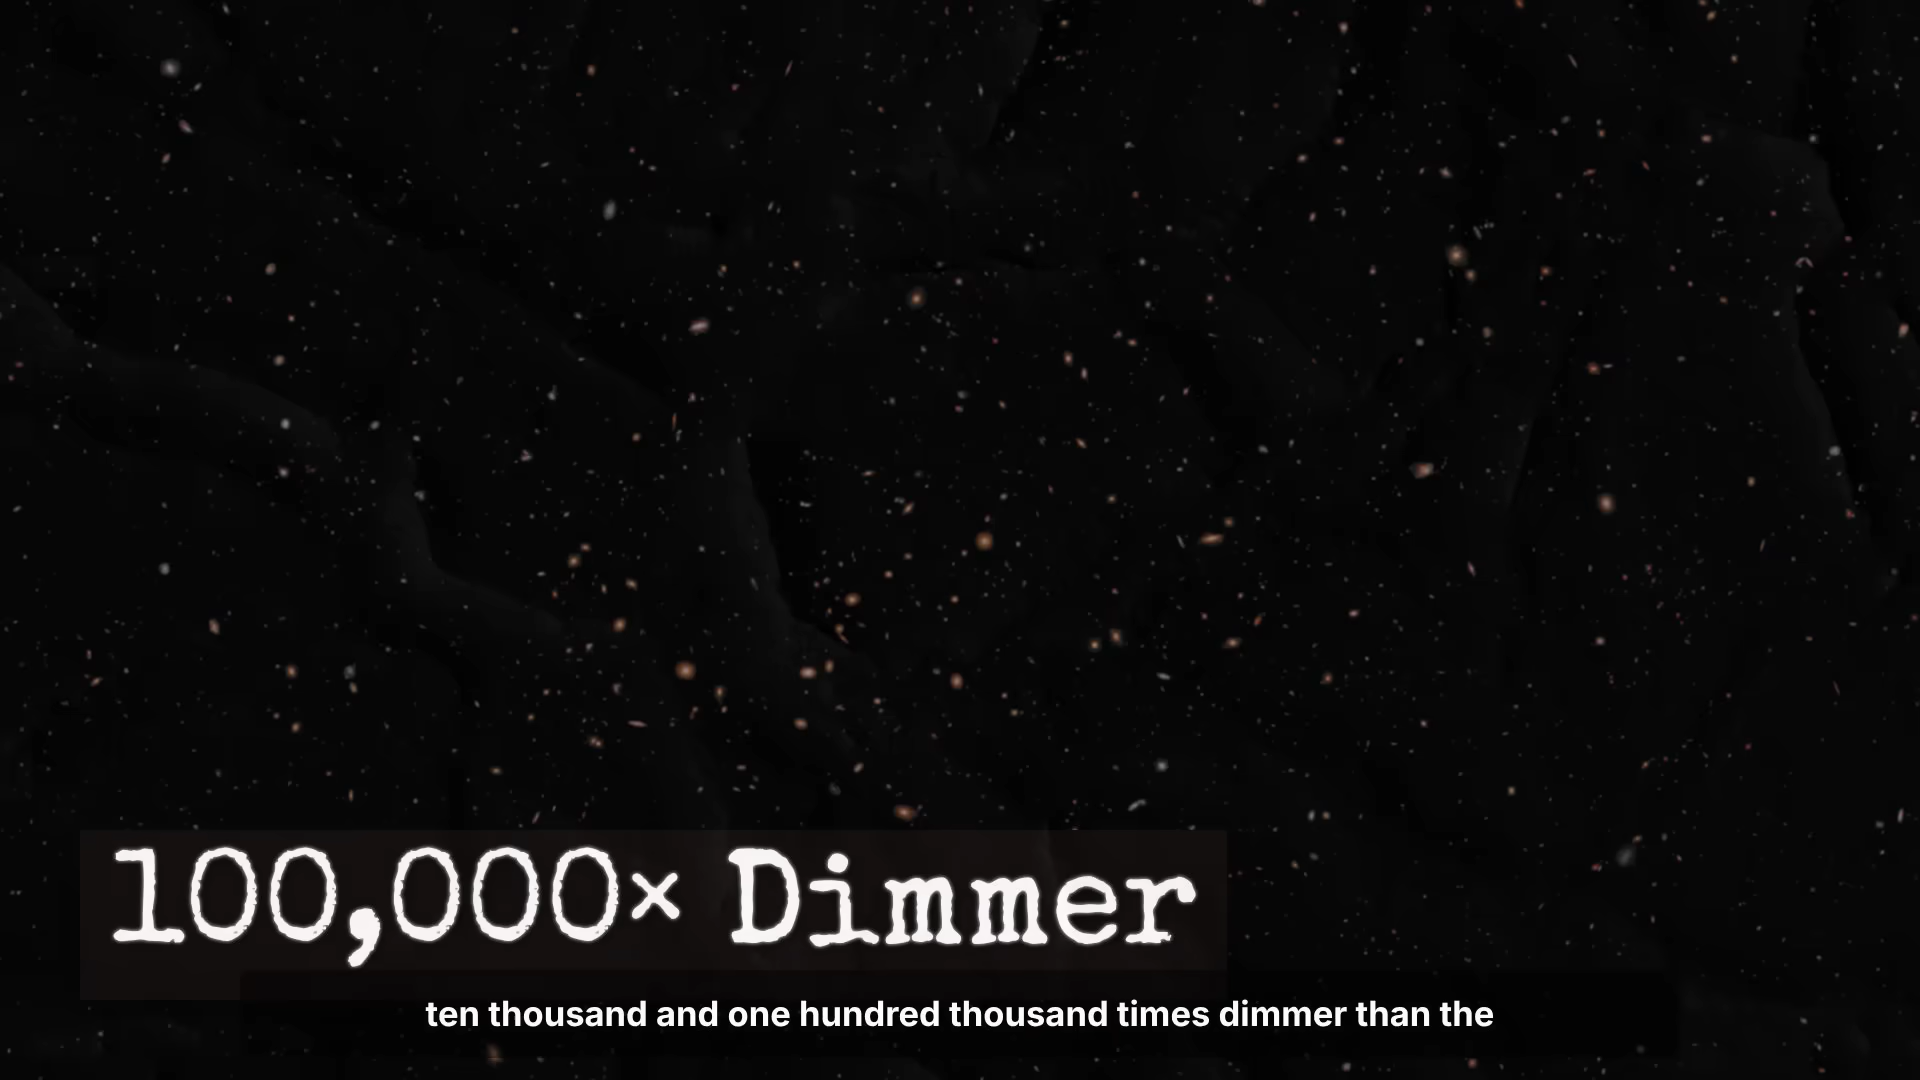 100,000× Dimmer
ten thousand and one hundred thousand times dimmer than the